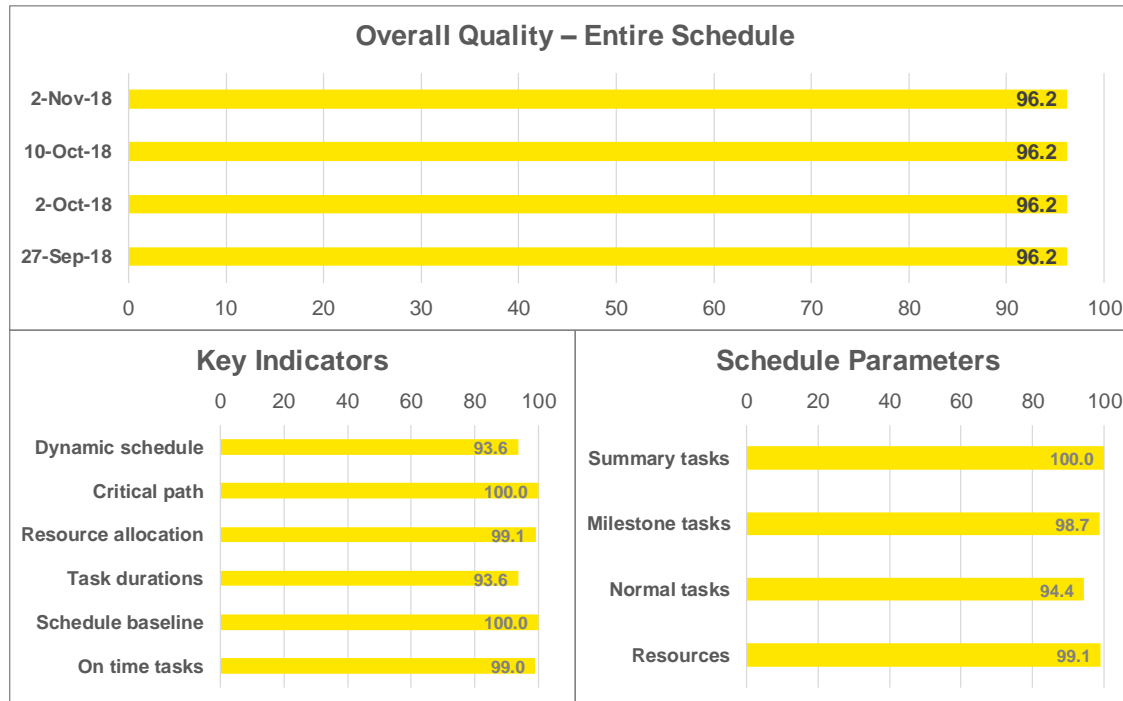 Overall Quality – Entire Schedule
2-Nov-18 96.2
10-Oct-18 96.2
2-Oct-18 96.2
27-Sep-18 96.2
0 10 20 30 40 50 60 70 80 90 100
Key Indicators
0 20 40 60 80 100
Dynamic schedule 93.6
Critical path 100.0
Resource allocation 99.1
Task durations 93.6
Schedule baseline 100.0
On time tasks 99.0
Schedule Parameters
0 20 40 60 80 100
Summary tasks 100.0
Milestone tasks 98.7
Normal tasks 94.4
Resources 99.1